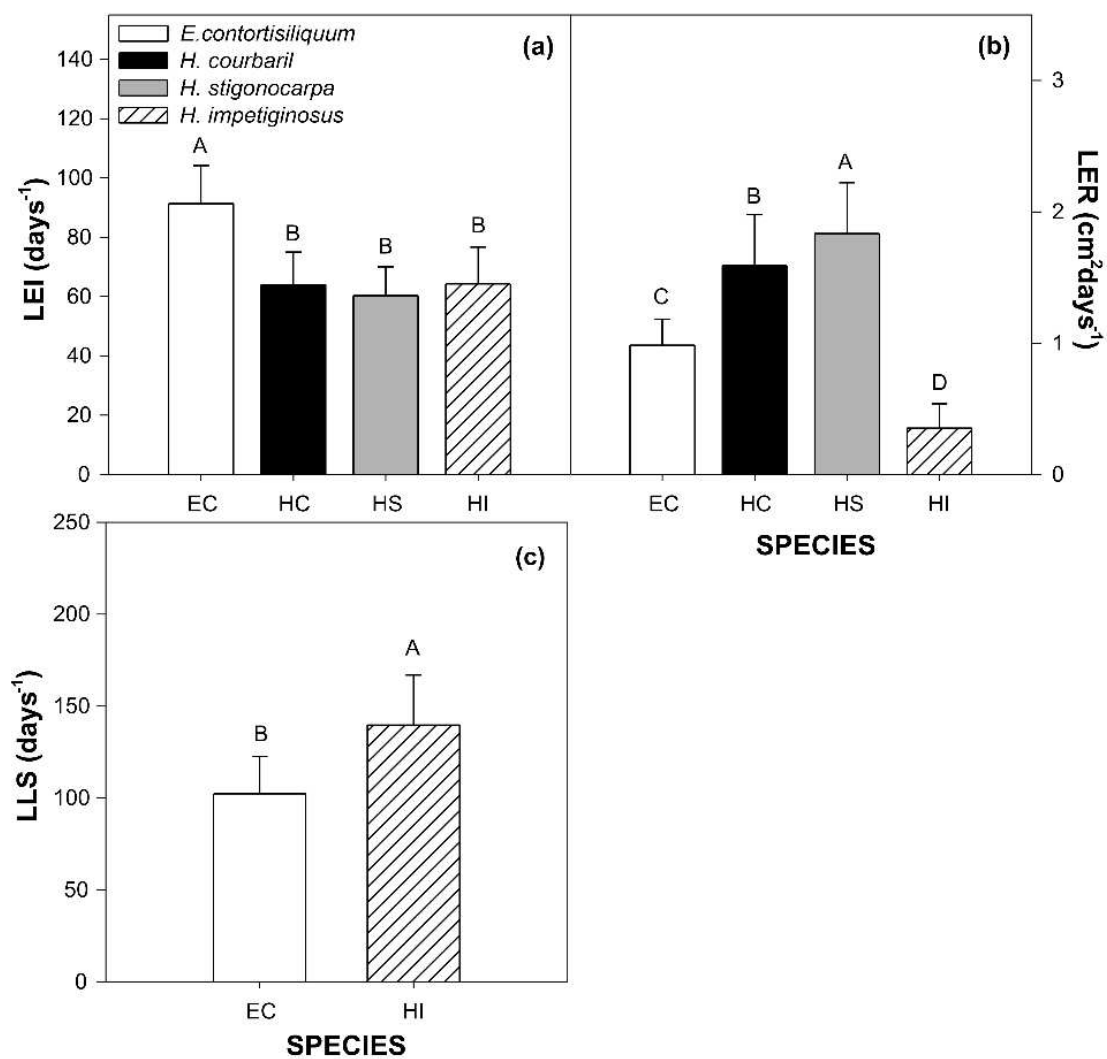 E.contortisiliquum
H. courbaril
H. stigonocarpa
H. impetiginosus
(a)
(b)
140
120
100
80
60
40
20
0
LEI (days-1)
A
B
B
B
EC
HC
HS
HI
C
B
A
D
EC
HC
HS
HI
3
2
1
0
LER (cm2days-1)
SPECIES
(c)
250
200
150
100
50
0
LLS (days-1)
B
A
EC
HI
SPECIES